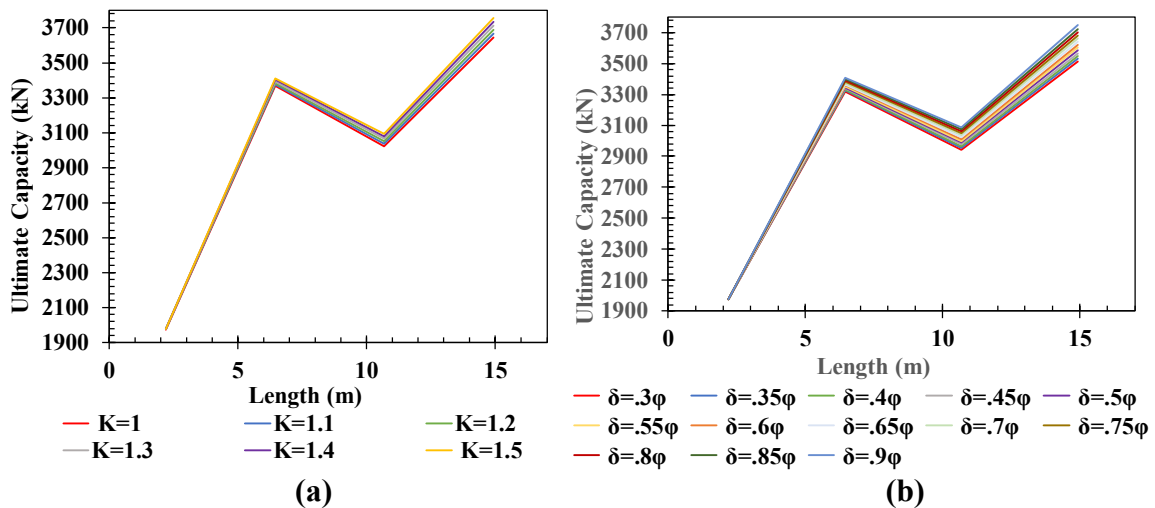 Ultimate Capacity (kN)
3700
3500
3300
3100
2900
2700
2500
2300
2100
1900
0 5 10 15
Length (m)
K=1 K=1.1 K=1.2
K=1.3 K=1.4 K=1.5
(a)
Ultimate Capacity (kN)
3700
3500
3300
3100
2900
2700
2500
2300
2100
1900
0 5 10 15
Length (m)
δ=.3φ δ=.35φ δ=.4φ δ=.45φ δ=.5φ
δ=.55φ δ=.6φ δ=.65φ δ=.7φ δ=.75φ
δ=.8φ δ=.85φ δ=.9φ
(b)